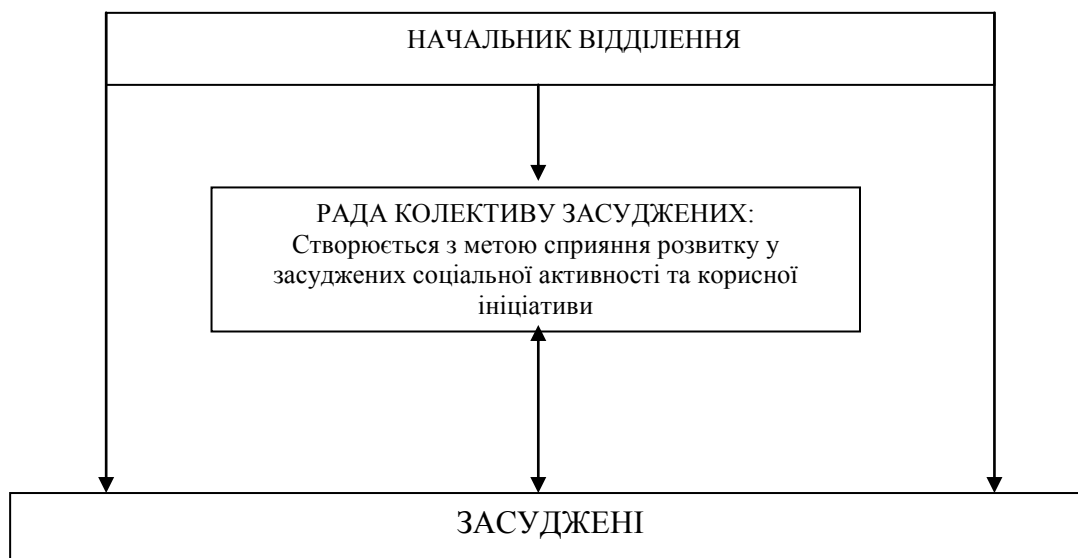 НАЧАЛЬНИК ВІДДІЛЕННЯ
РАДА КОЛЕКТИВУ ЗАСУДЖЕНИХ:
Створюється з метою сприяння розвитку у
засуджених соціальної активності та корисної
ініціативи
ЗАСУДЖЕНІ